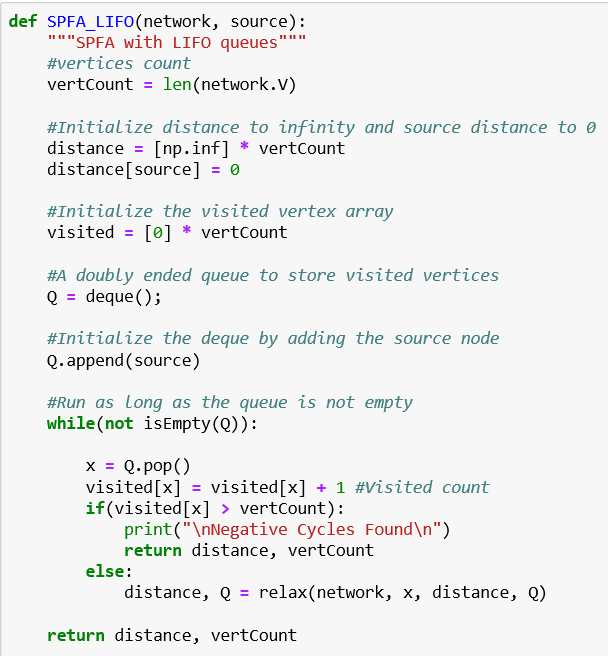 def SPFA_LIFO(network, source):
    """SPFA with LIFO queues"""
    #vertices count
    vertCount = len(network.V)

    #Initialize distance to infinity and source distance to 0
    distance = [np.inf] * vertCount
    distance[source] = 0

    #Initialize the visited vertex array
    visited = [0] * vertCount

    #A doubly ended queue to store visited vertices
    Q = deque();

    #Initialize the deque by adding the source node
    Q.append(source)

    #Run as long as the queue is not empty
    while(not isEmpty(Q)):

        x = Q.pop()
        visited[x] = visited[x] + 1 #Visited count
        if(visited[x] > vertCount):
            print("\nNegative Cycles Found\n")
            return distance, vertCount
        else:
            distance, Q = relax(network, x, distance, Q)

    return distance, vertCount